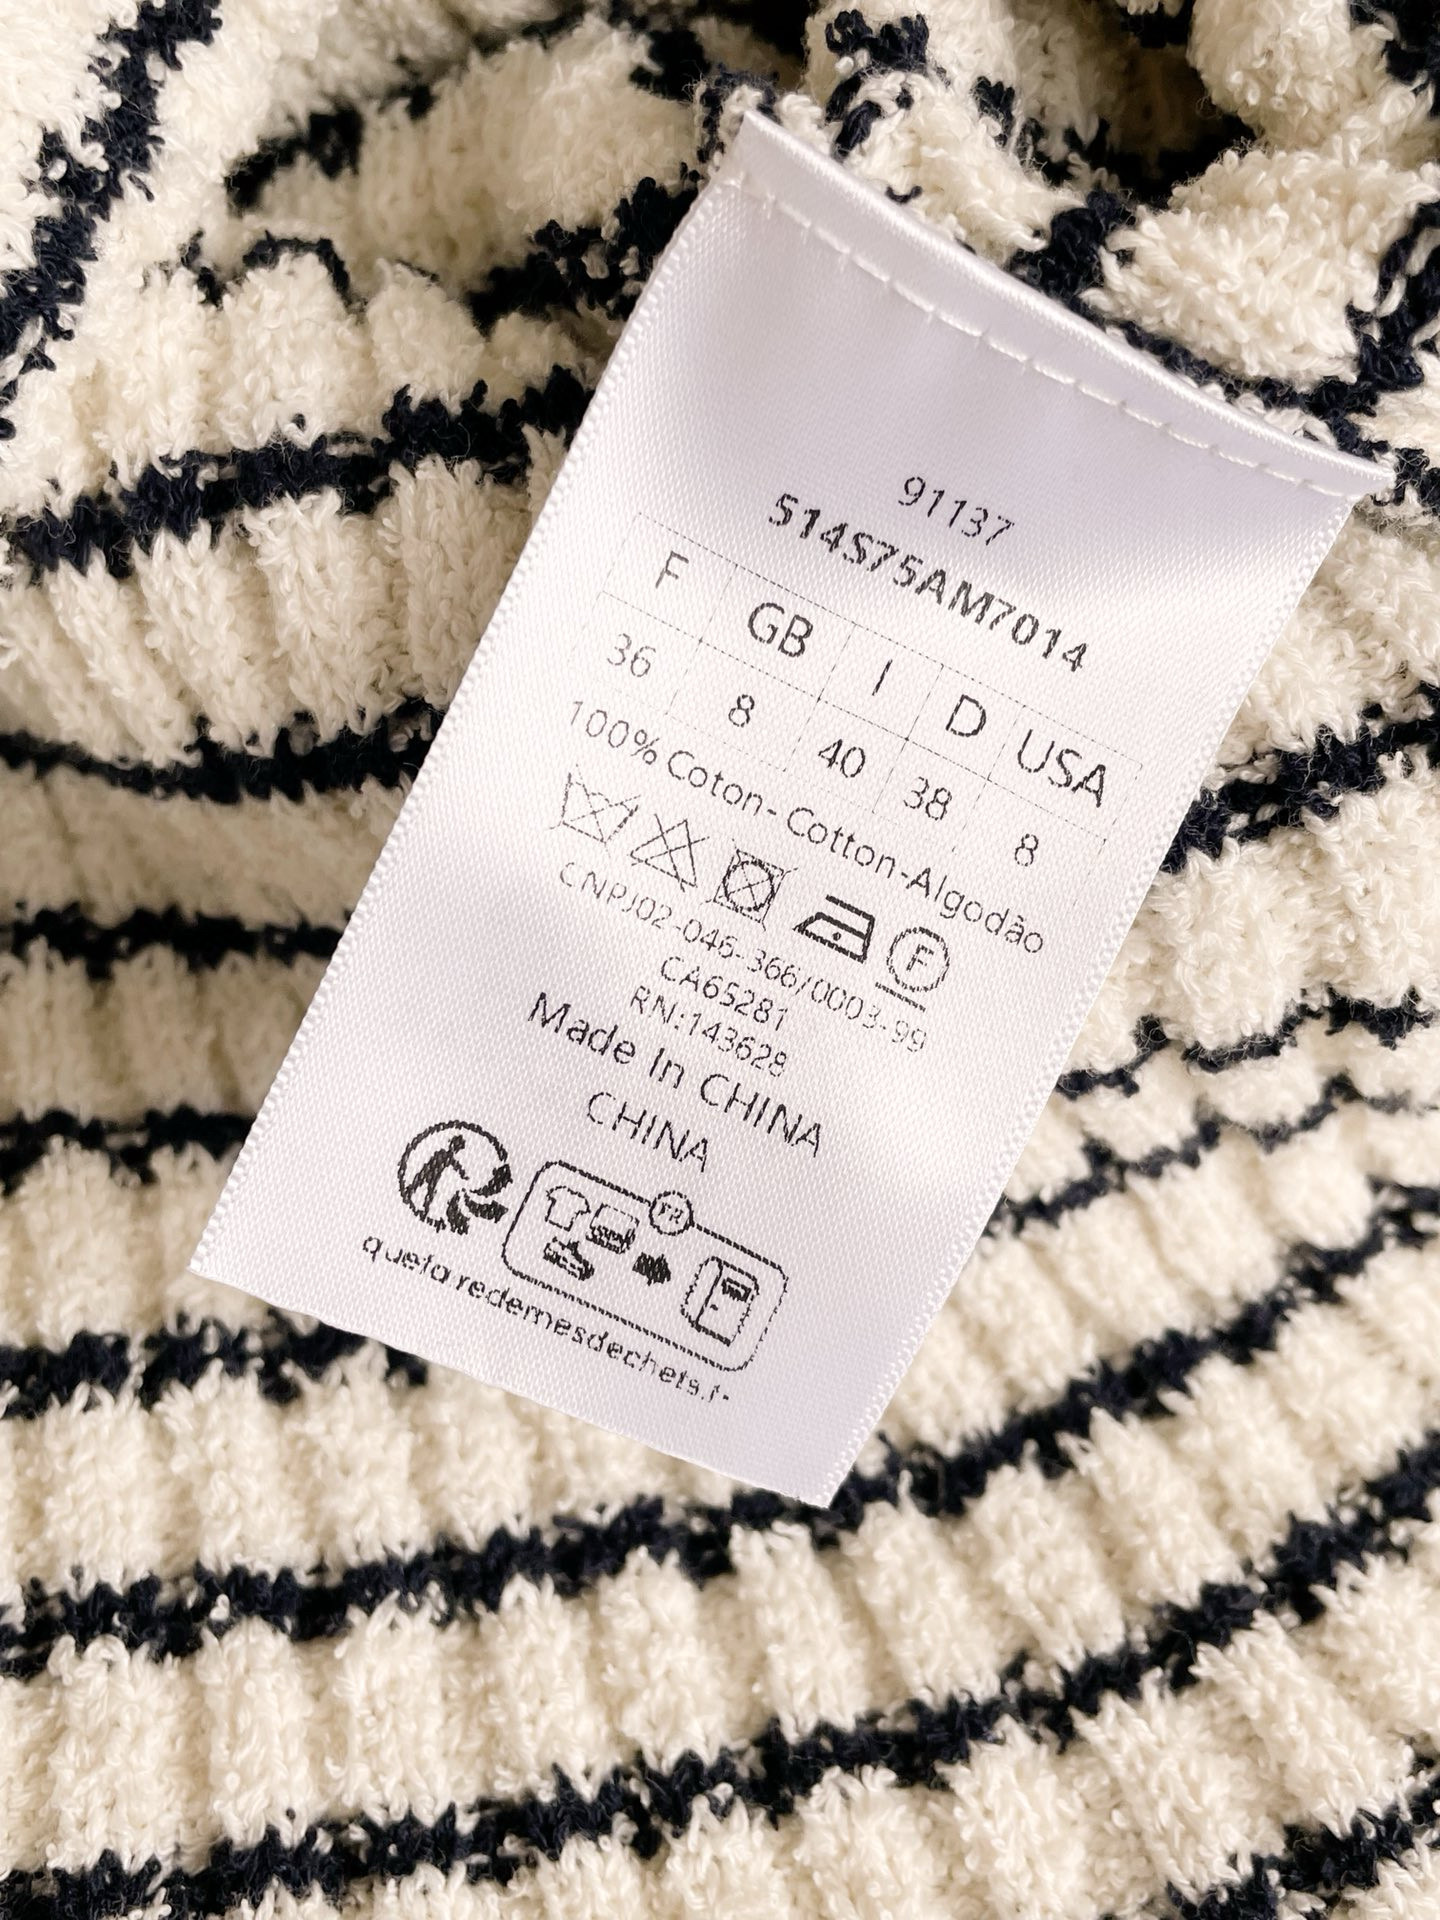 91137
514S75AM7014
F GB I D USA
36 8 40 38 8
100% Coton-Cotton-Algodão
F
CNPJ02-046-366/0003-99
CA65281
RN:143628
Made In CHINA
CHINA
FR
quefairedemesdechets.fr